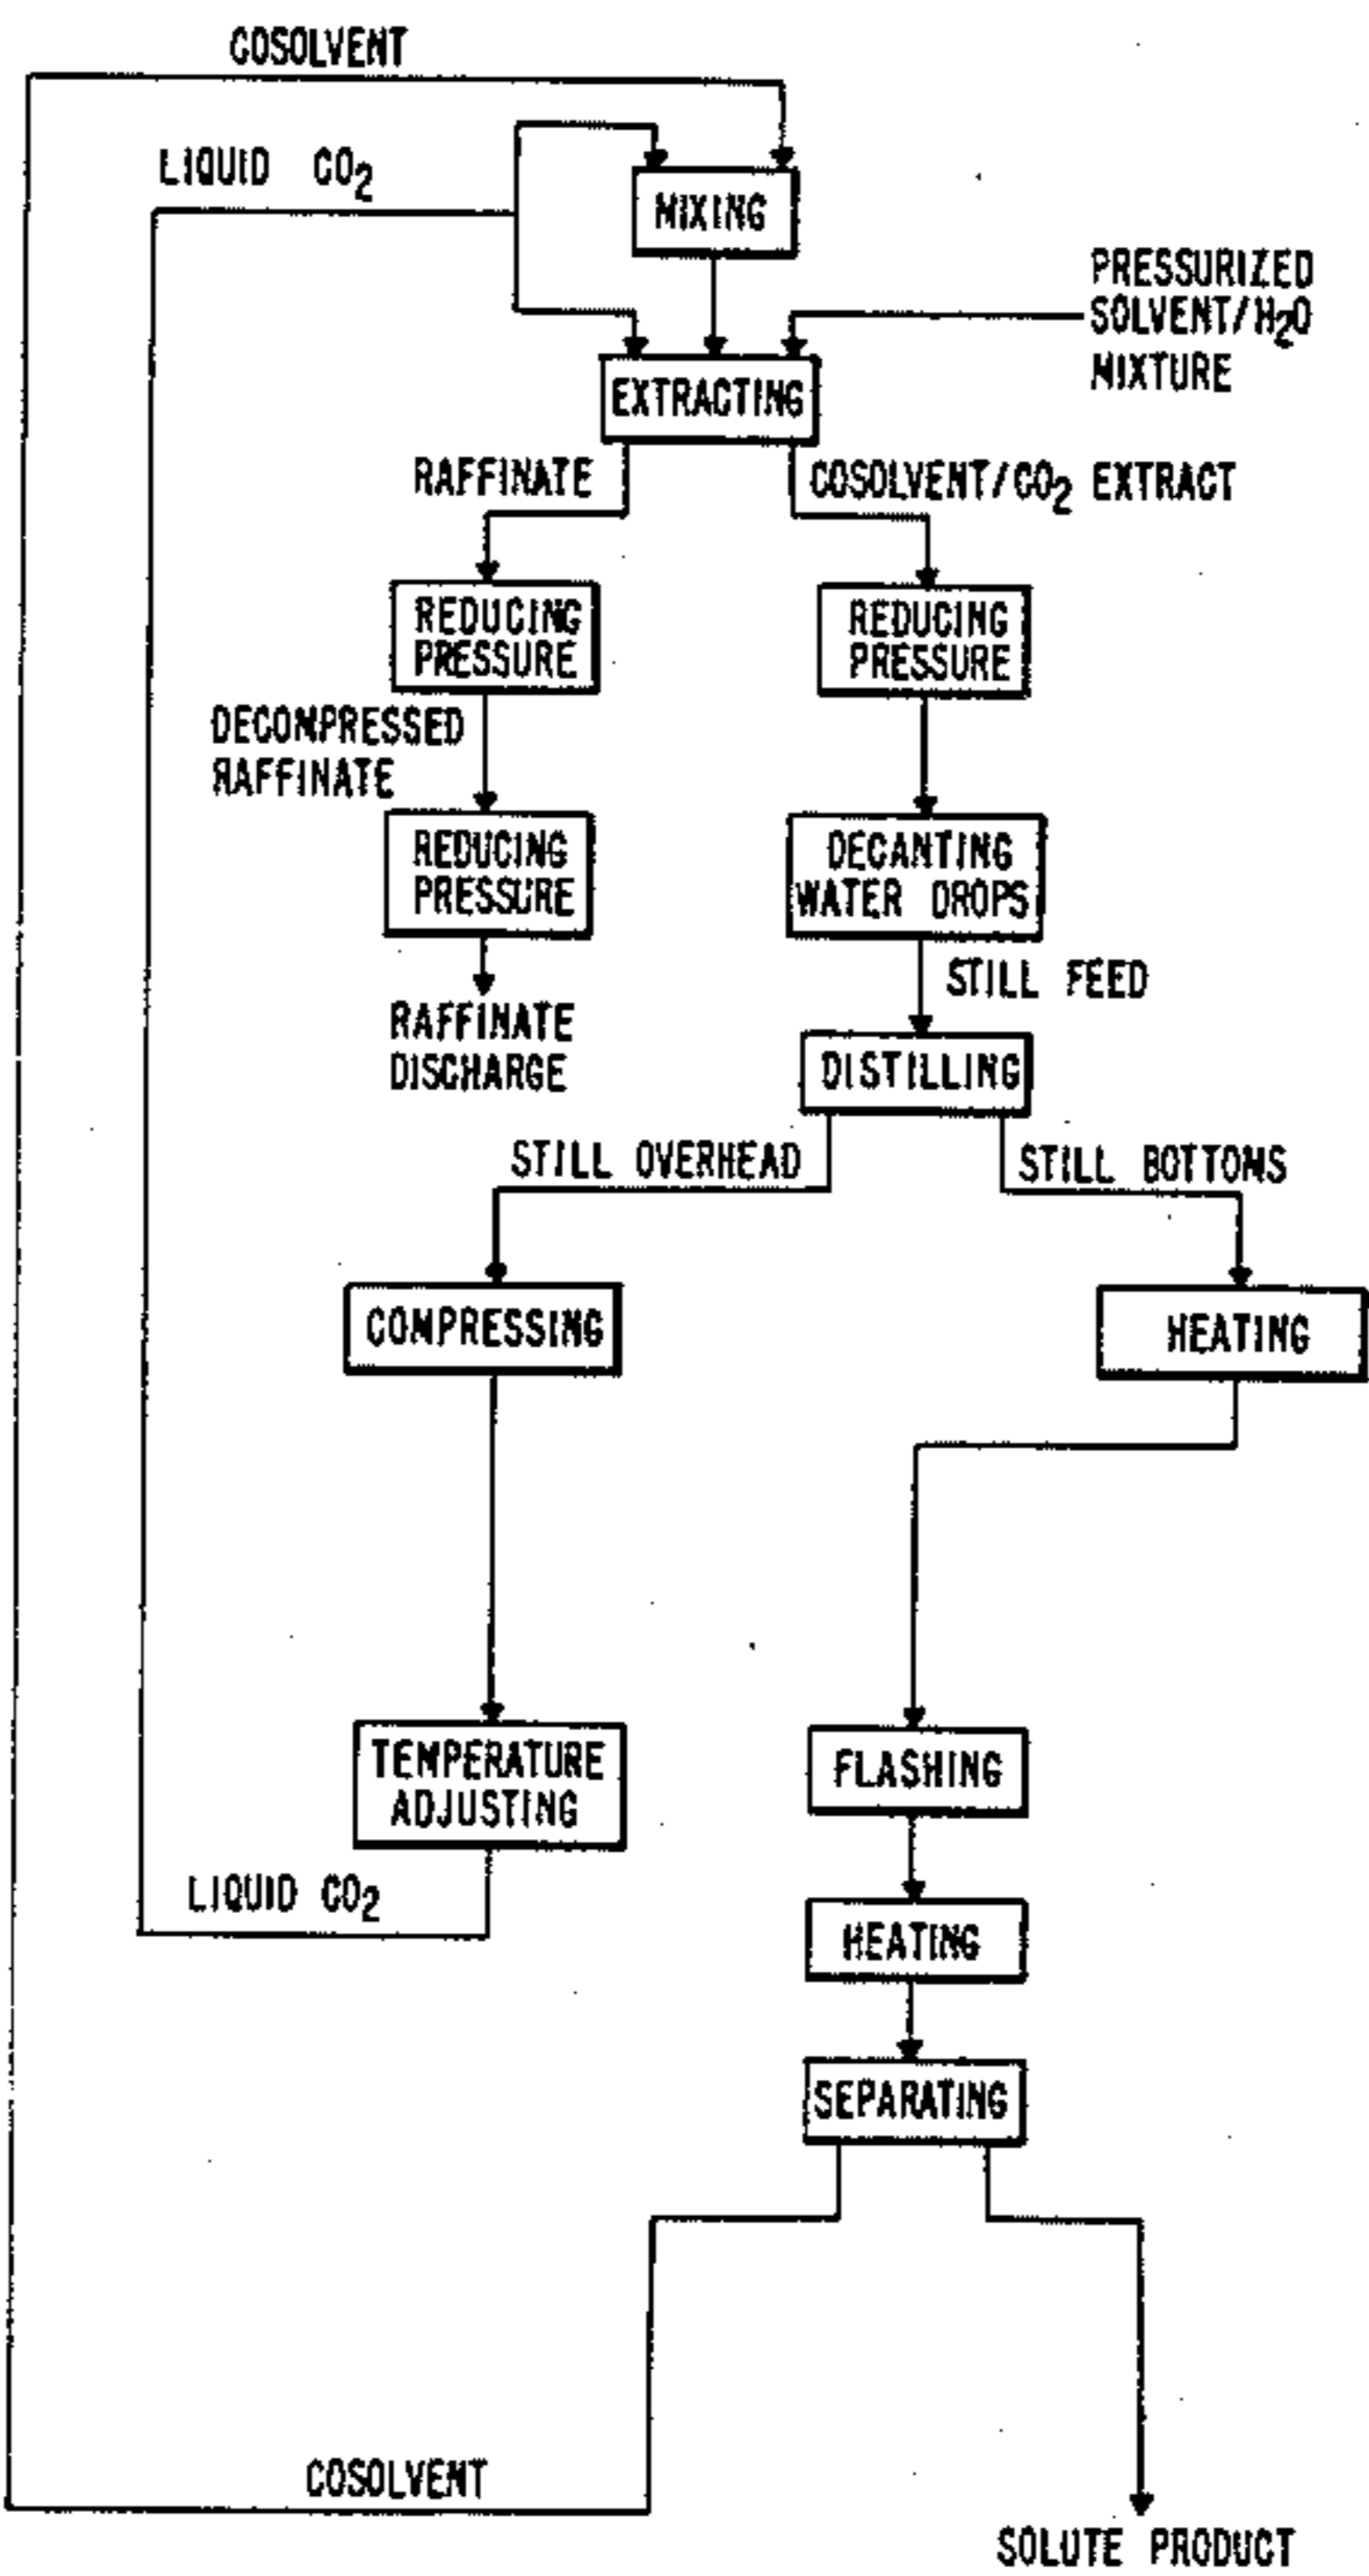 COSOLVENT
LIQUID CO2
MIXING
PRESSURIZED
SOLVENT/H2O
MIXTURE
EXTRACTING
RAFFINATE
COSOLVENT/CO2 EXTRACT
REDUCING
PRESSURE
REDUCING
PRESSURE
DECOMPRESSED
RAFFINATE
REDUCING
PRESSURE
DECANTING
WATER DROPS
STILL FEED
RAFFINATE
DISCHARGE
DISTILLING
STILL OVERHEAD
STILL BOTTOMS
COMPRESSING
HEATING
TEMPERATURE
ADJUSTING
FLASHING
LIQUID CO2
HEATING
SEPARATING
COSOLVENT
SOLUTE PRODUCT